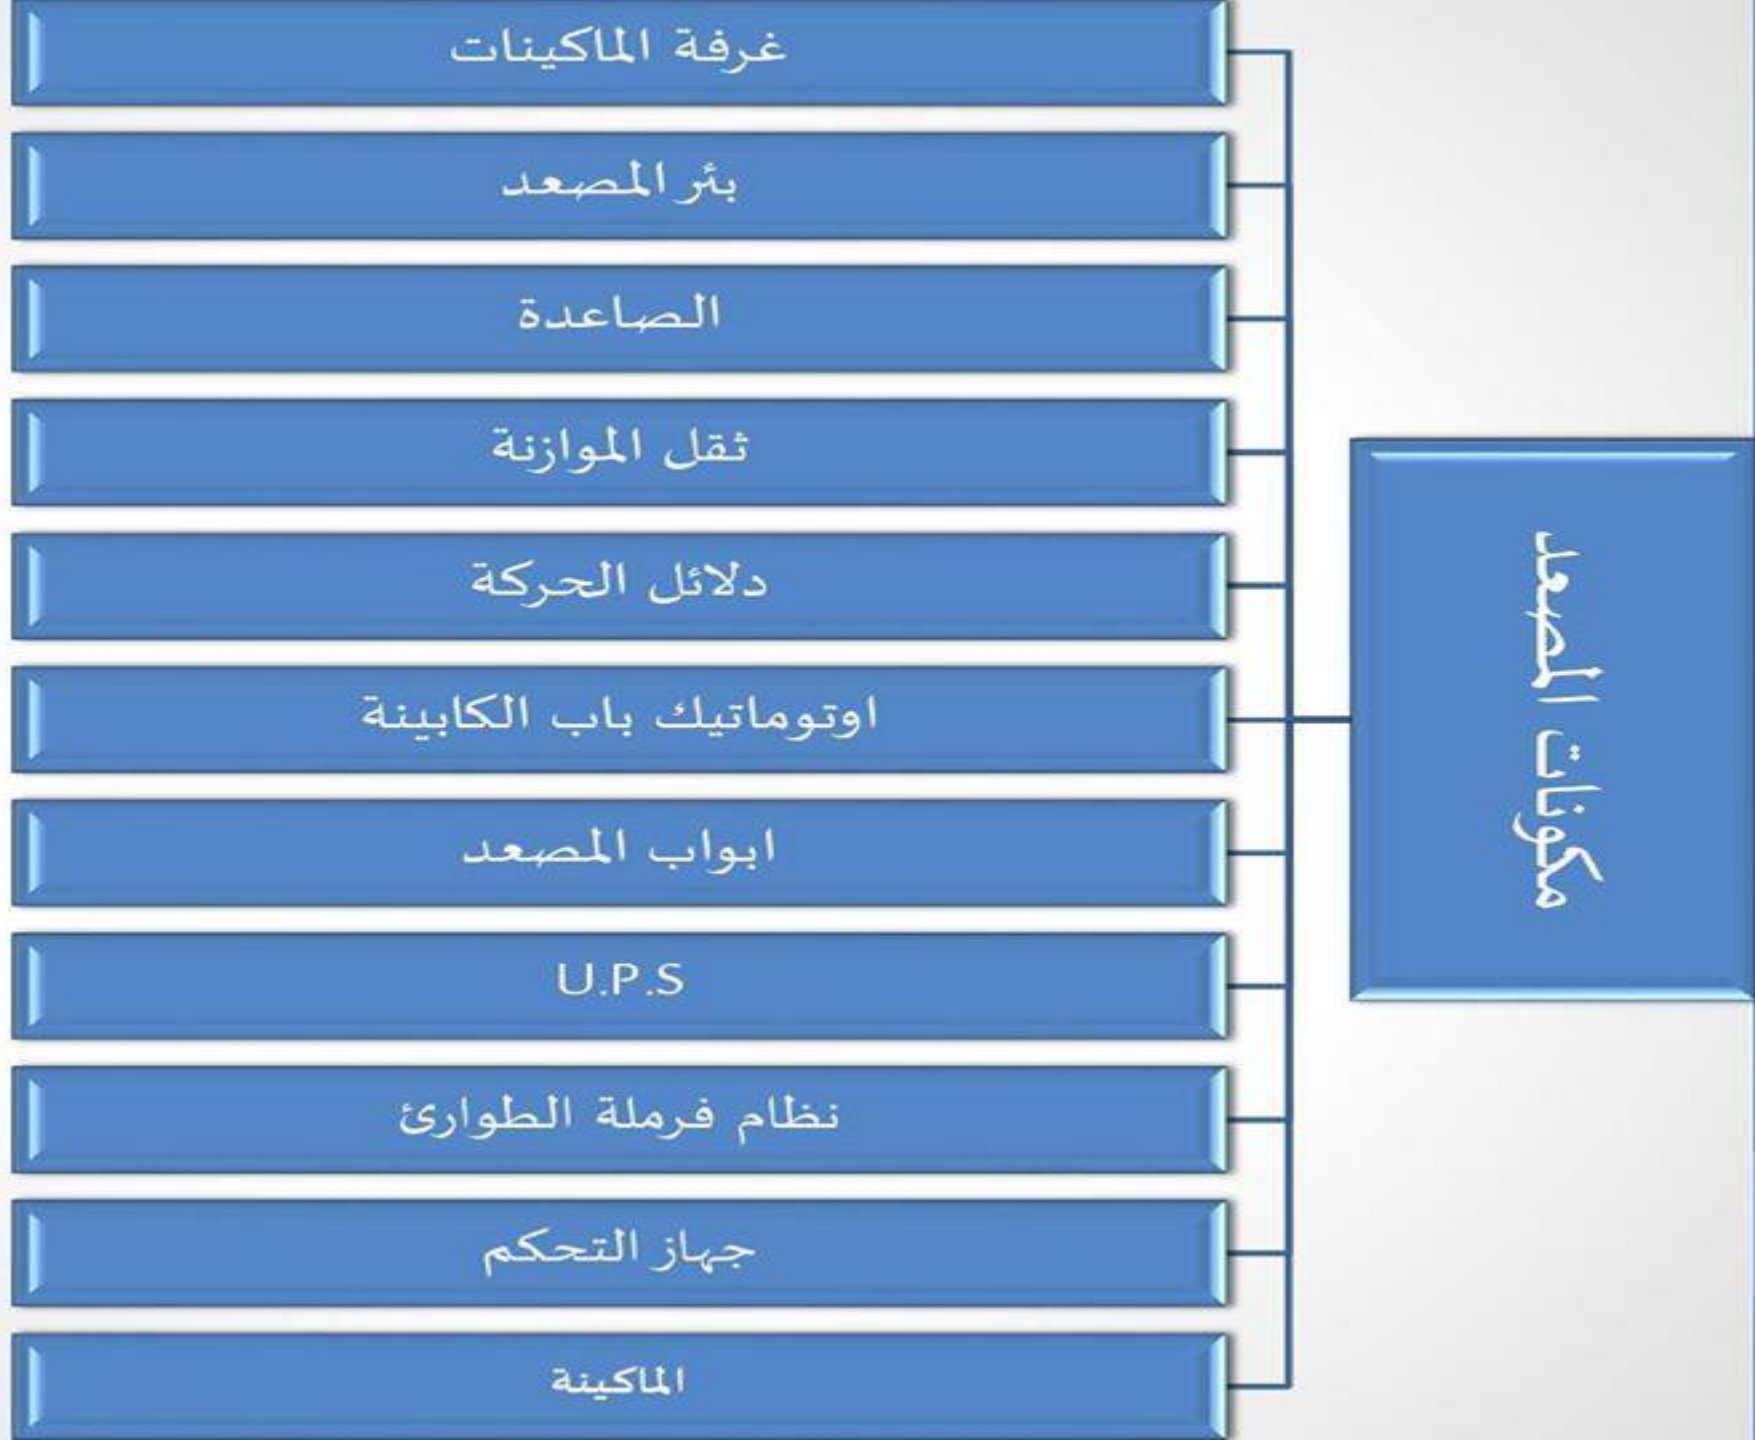 مكونات المصعد
غرفة الماكينات
بئر المصعد
الصاعدة
ثقل الموازنة
دلائل الحركة
اوتوماتيك باب الكابينة
ابواب المصعد
U.P.S
نظام فرملة الطوارئ
جهاز التحكم
الماكينة